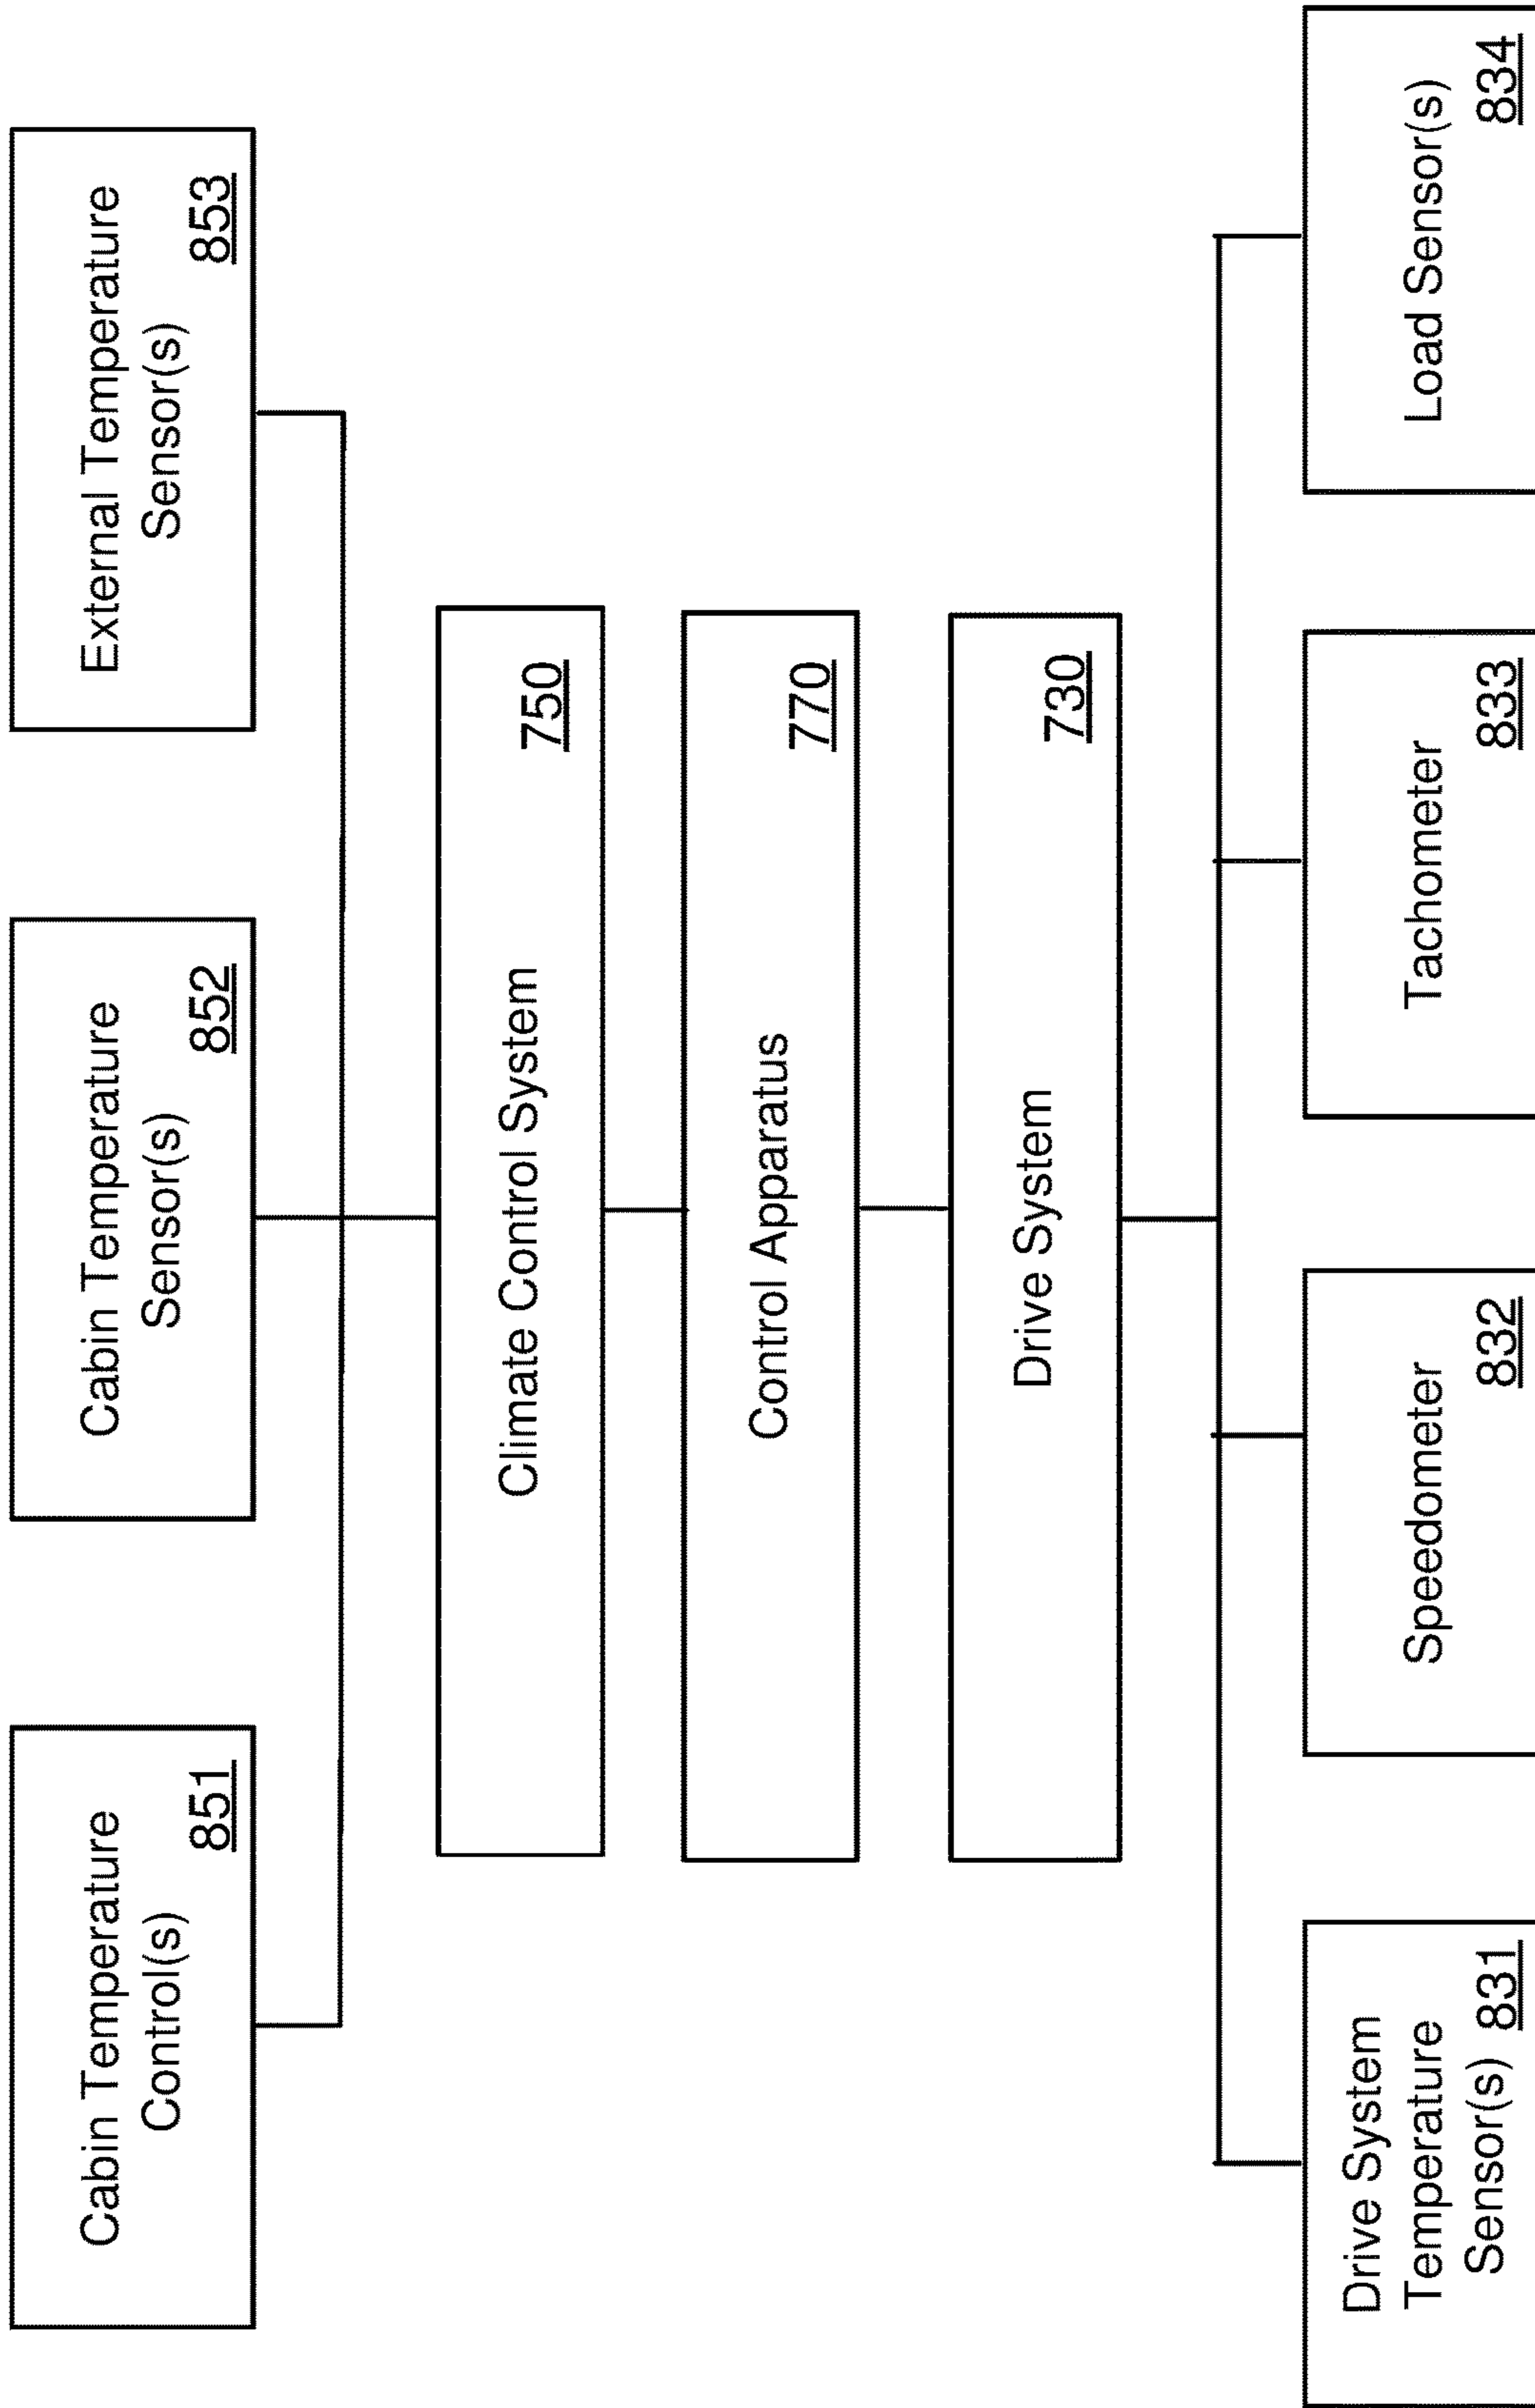 Cabin Temperature
Control(s)
851
Cabin Temperature
Sensor(s)
852
External Temperature
Sensor(s)
853
Climate Control System
750
Control Apparatus
770
Drive System
730
Drive System
Temperature
Sensor(s) 831
Speedometer
832
Tachometer
833
Load Sensor(s)
834